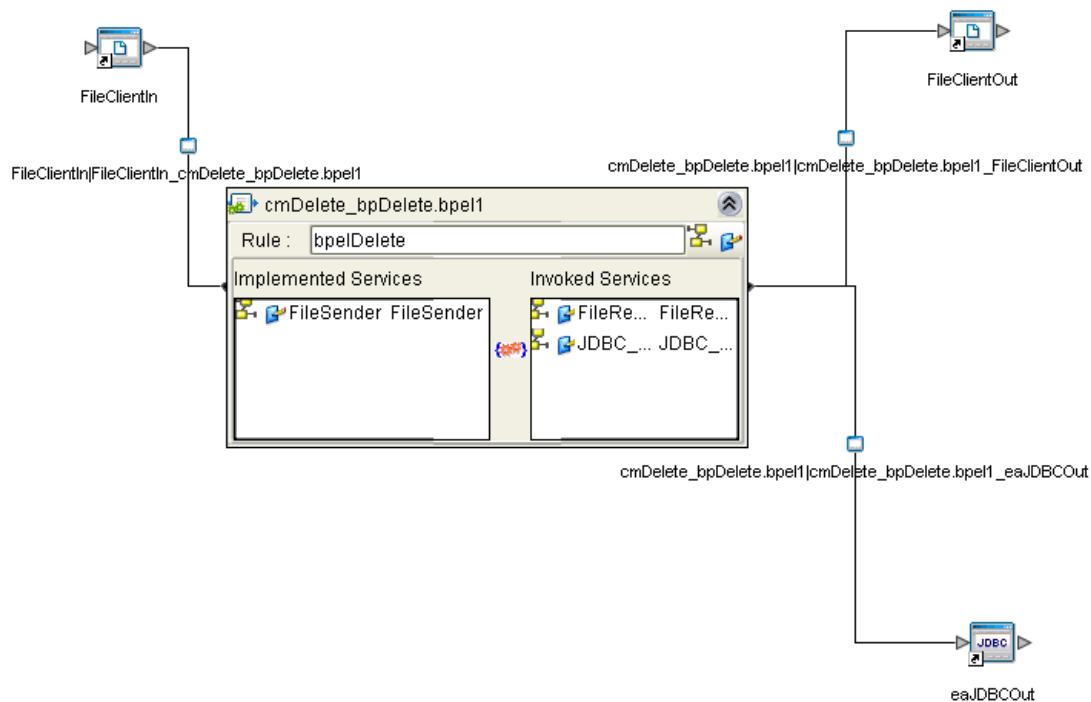 FileClientIn
FileClientOut
FileClientIn|FileClientIn_cmDelete_bpDelete.bpel1
cmDelete_bpDelete.bpel1|cmDelete_bpDelete.bpel1_FileClientOut
cmDelete_bpDelete.bpel1
Rule : bpelDelete
Implemented Services Invoked Services
FileSender FileSender FileRe... FileRe...
JDBC_... JDBC_...
cmDelete_bpDelete.bpel1|cmDelete_bpDelete.bpel1_eaJDBCOut
JDBC
eaJDBCOut